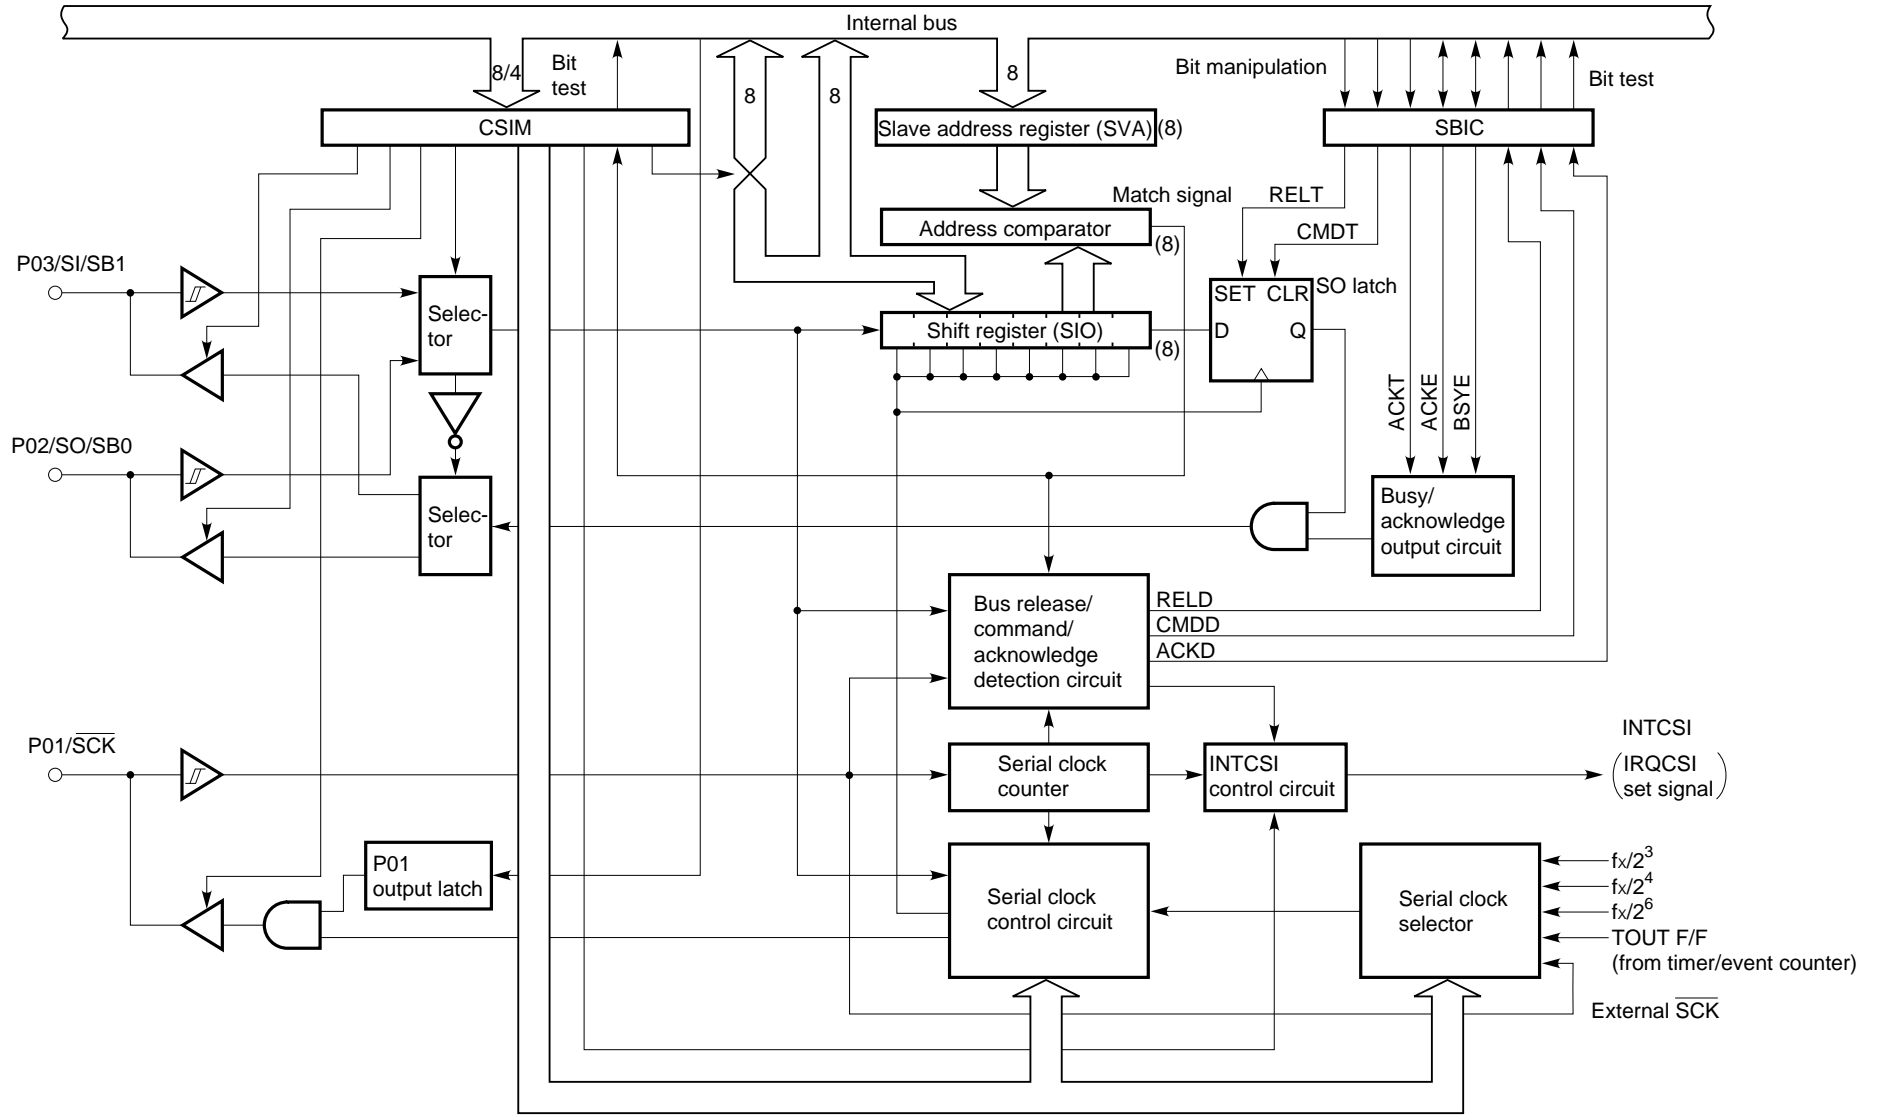 Internal bus
8/4
Bit
test
8
8
8
Bit manipulation
Bit test
CSIM
Slave address register (SVA)
(8)
SBIC
Match signal
RELT
Address comparator
(8)
CMDT
P03/SI/SB1
SET CLR
SO latch
Selec-
tor
Shift register (SIO)
(8)
D Q
ACKT
ACKE
BSYE
P02/SO/SB0
Selec-
tor
Busy/
acknowledge
output circuit
Bus release/
command/
acknowledge
detection circuit
RELD
CMDD
ACKD
P01/S̅C̅K̅
Serial clock
counter
INTCSI
control circuit
INTCSI
(IRQCSI
set signal)
P01
output latch
Serial clock
control circuit
Serial clock
selector
fX/2³
fX/2⁴
fX/2⁶
TOUT F/F
(from timer/event counter)
External S̅C̅K̅